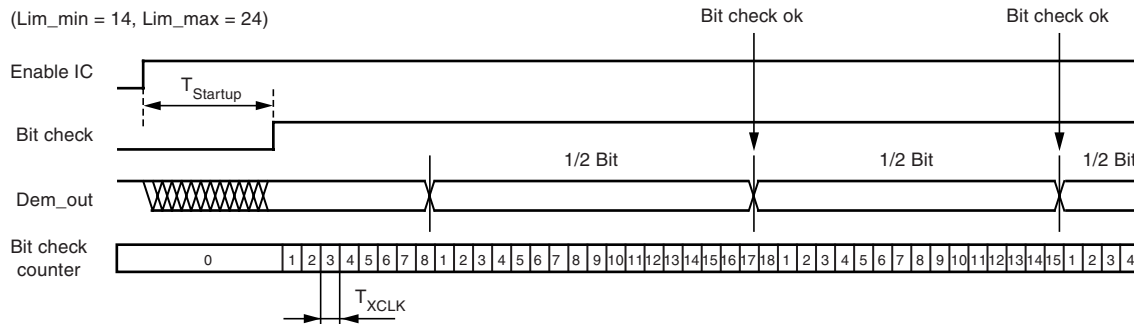 (Lim_min = 14, Lim_max = 24)
Bit check ok
Bit check ok
Enable IC
T_Startup
Bit check
1/2 Bit
1/2 Bit
1/2 Bit
Dem_out
Bit check counter
0 1 2 3 4 5 6 7 8 1 2 3 4 5 6 7 8 9 10 11 12 13 14 15 16 17 18 1 2 3 4 5 6 7 8 9 10 11 12 13 14 15 1 2 3 4
T_XCLK